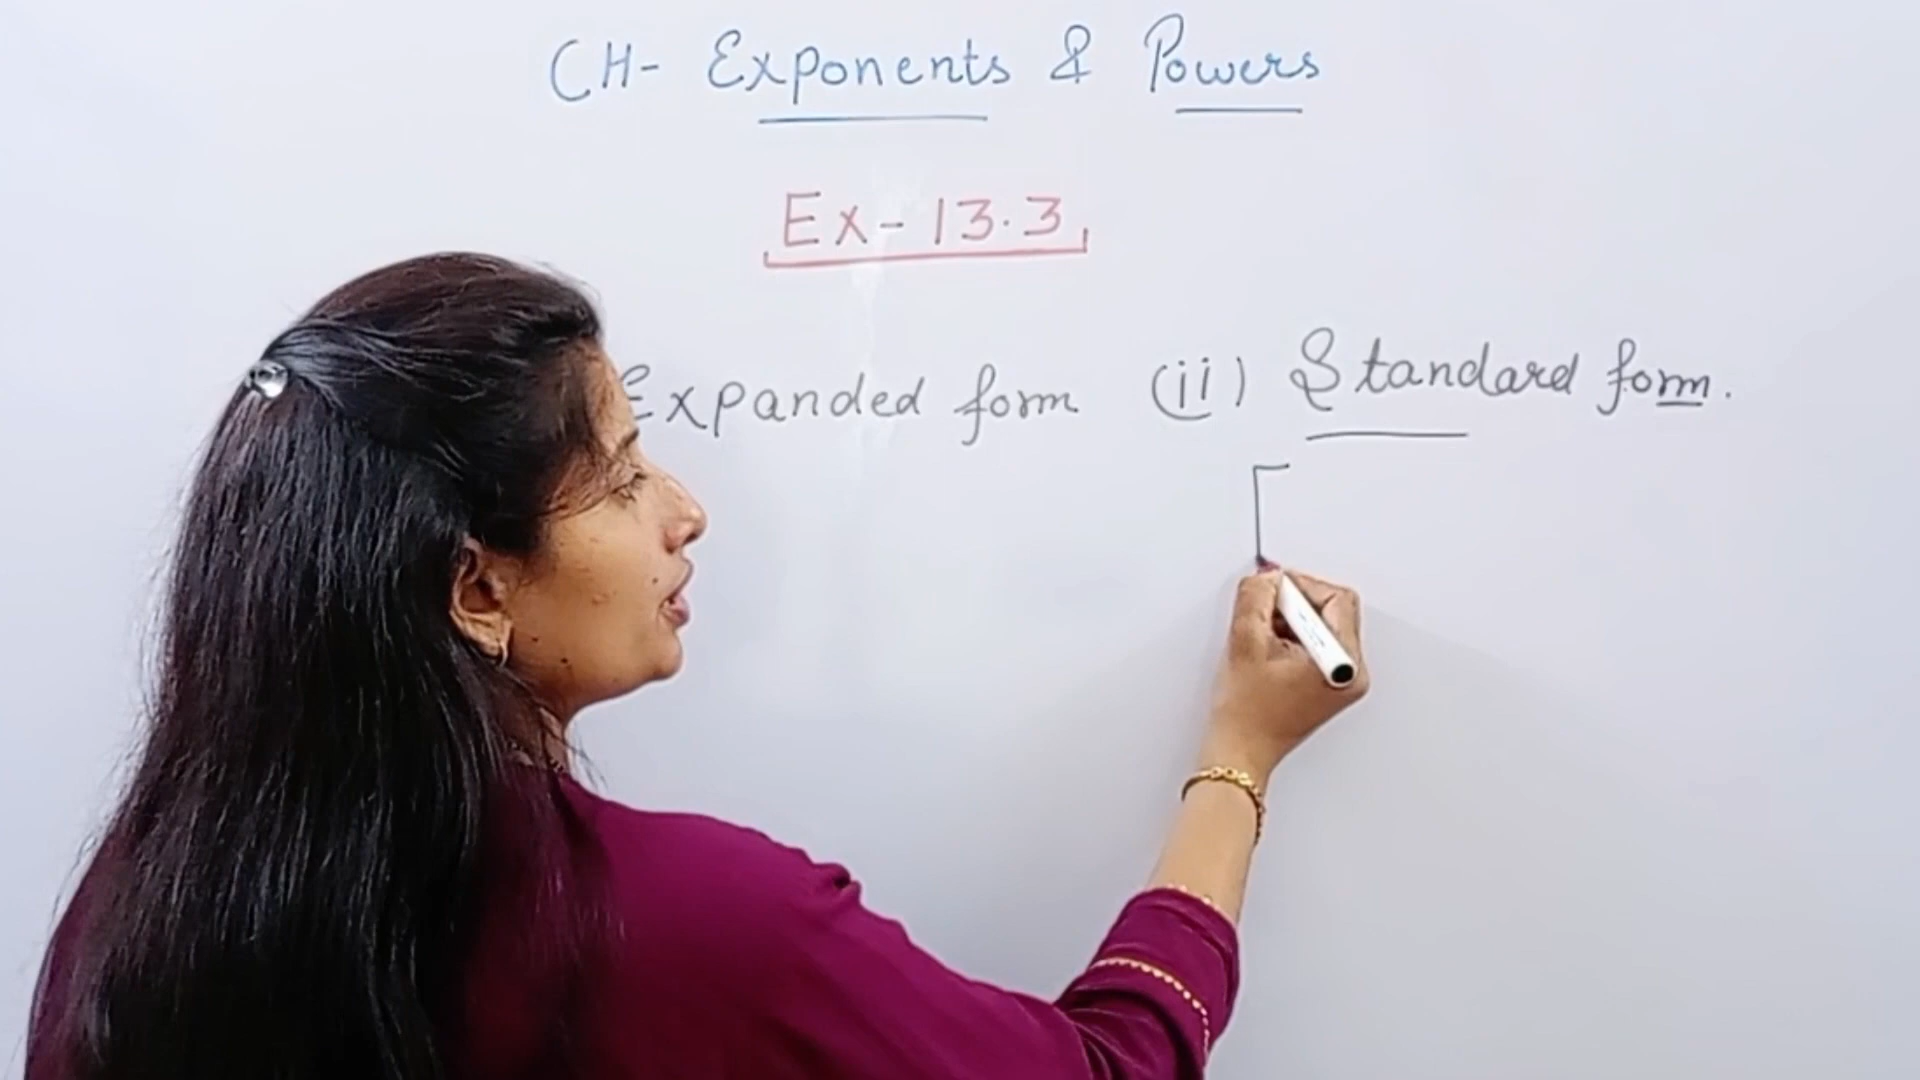 CH- Exponents & Powers
Ex-13.3
Expanded form (ii) Standard form.